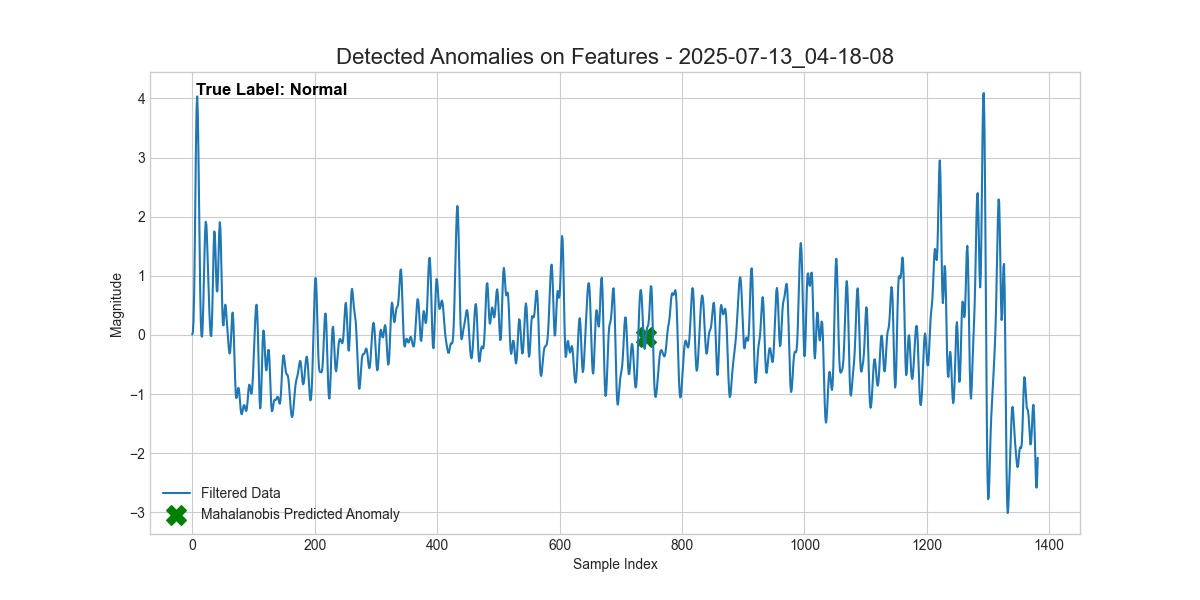 Detected Anomalies on Features - 2025-07-13_04-18-08
True Label: Normal
4
3
2
1
0
−1
−2
−3
Magnitude
Filtered Data
Mahalanobis Predicted Anomaly
0 200 400 600 800 1000 1200 1400
Sample Index